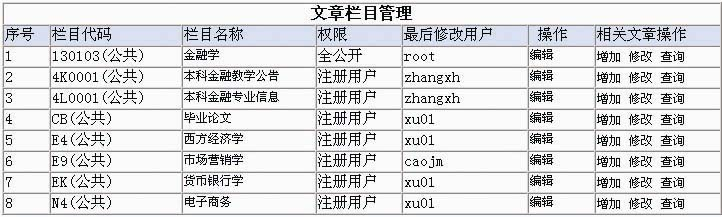 文章栏目管理
序号 栏目代码 栏目名称 权限 最后修改用户 操作 相关文章操作
1 130103(公共) 金融学 全公开 root 编辑 增加 修改 查询
2 4K0001(公共) 本科金融教学公告 注册用户 zhangxh 编辑 增加 修改 查询
3 4L0001(公共) 本科金融专业信息 注册用户 zhangxh 编辑 增加 修改 查询
4 CB(公共) 毕业论文 注册用户 xu01 编辑 增加 修改 查询
5 E4(公共) 西方经济学 注册用户 xu01 编辑 增加 修改 查询
6 E9(公共) 市场营销学 注册用户 caojm 编辑 增加 修改 查询
7 EK(公共) 货币银行学 注册用户 xu01 编辑 增加 修改 查询
8 N4(公共) 电子商务 注册用户 xu01 编辑 增加 修改 查询